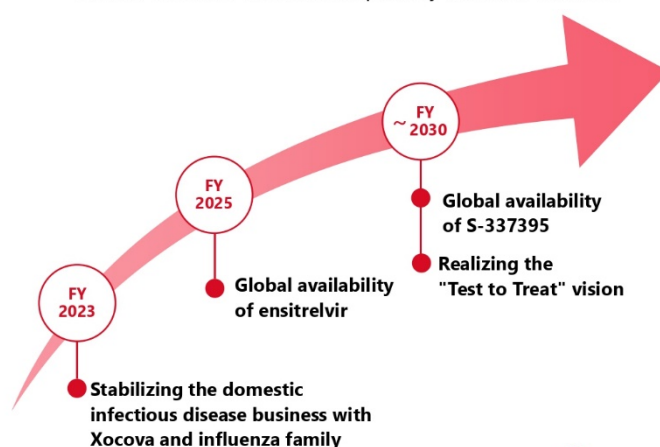 FY
2023
Stabilizing the domestic
infectious disease business with
Xocova and influenza family
FY
2025
Global availability
of ensitrelvir
~ FY
2030
Global availability
of S-337395
Realizing the
"Test to Treat" vision